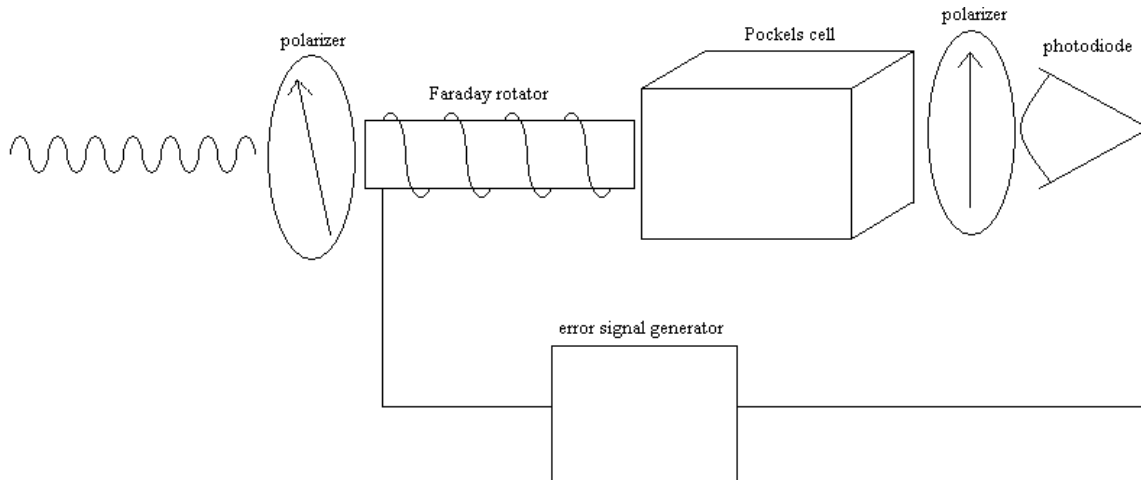 polarizer
Faraday rotator
Pockels cell
polarizer
photodiode
error signal generator